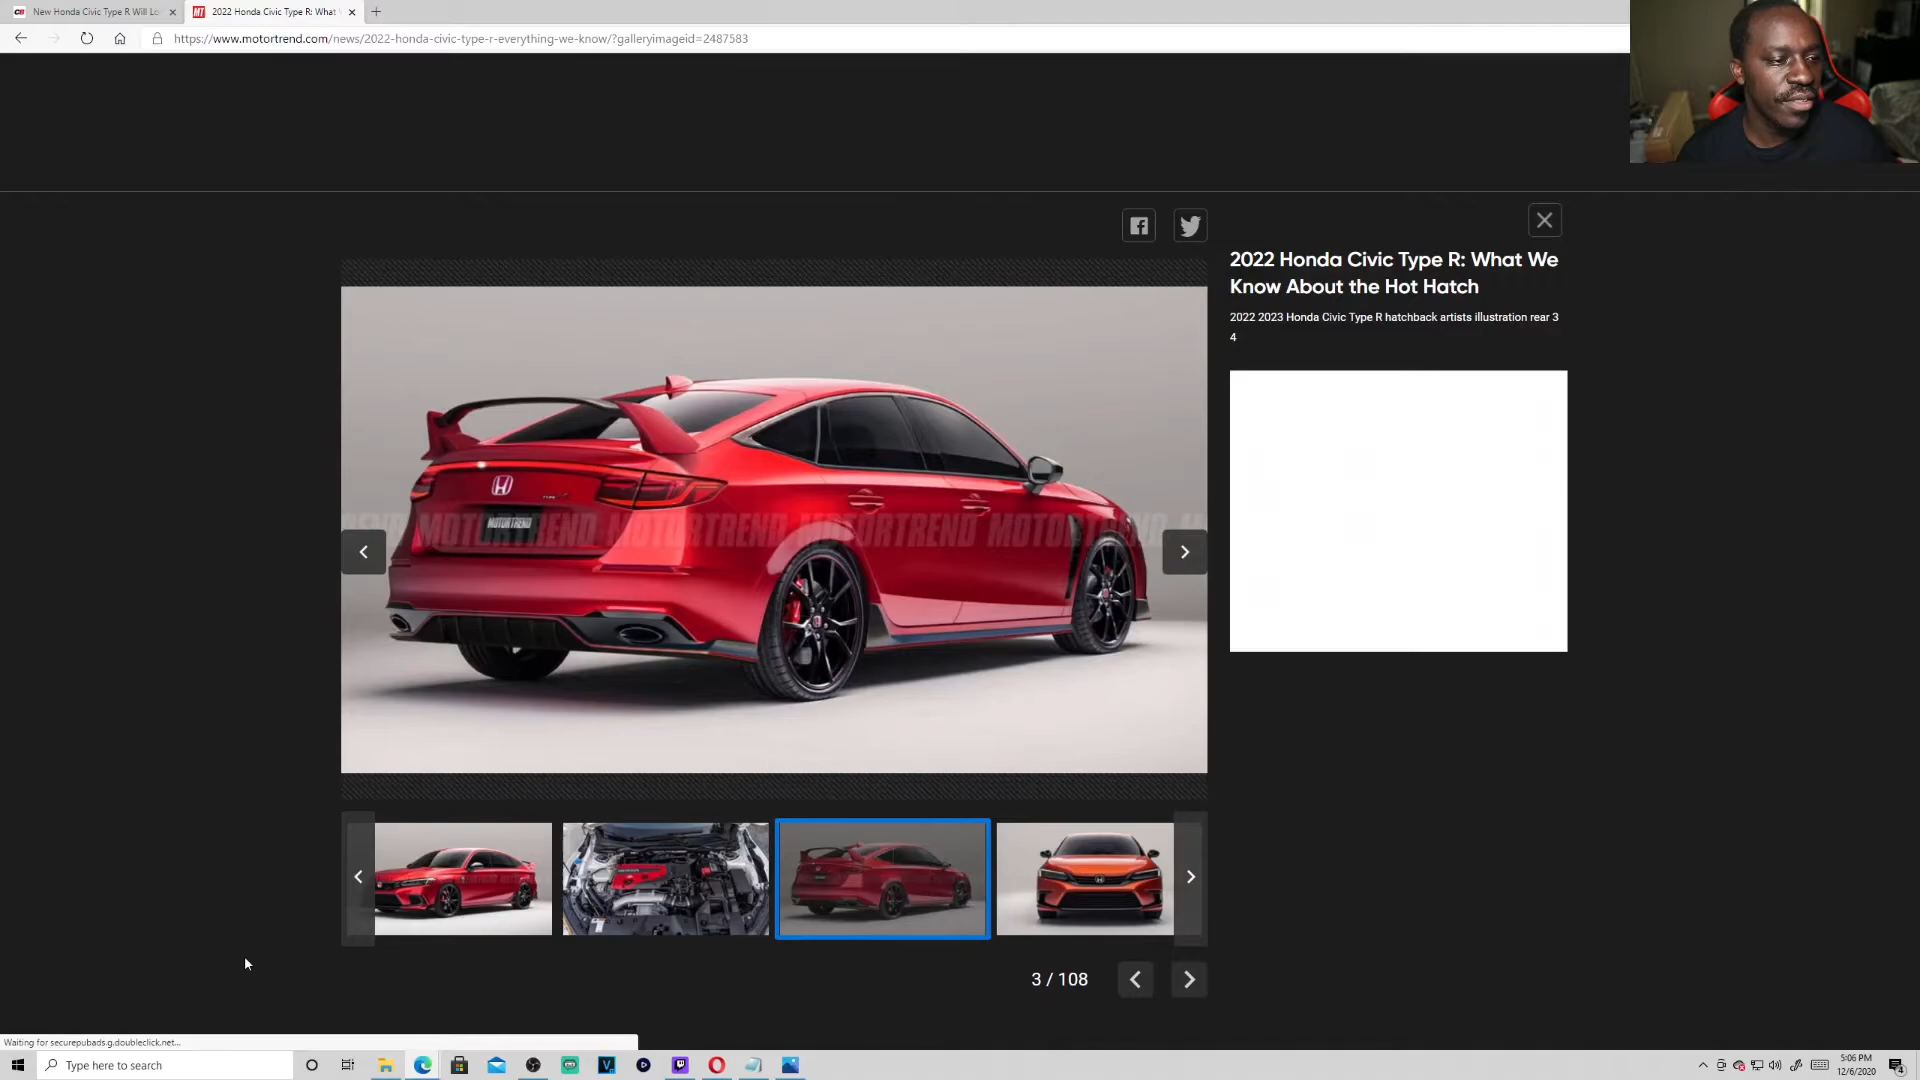 New Honda Civic Type R Will Lo
2022 Honda Civic Type R: What
https://www.motortrend.com/news/2022-honda-civic-type-r-everything-we-know/?galleryimageid=2487583
2022 Honda Civic Type R: What We
Know About the Hot Hatch
2022 2023 Honda Civic Type R hatchback artists illustration rear 3
4
MOTORTREND
MOTORTREND MOTORTREND MOTORTREND MOTORTREND
3 / 108
Waiting for securepubads.g.doubleclick.net...
Type here to search
5:06 PM
12/6/2020